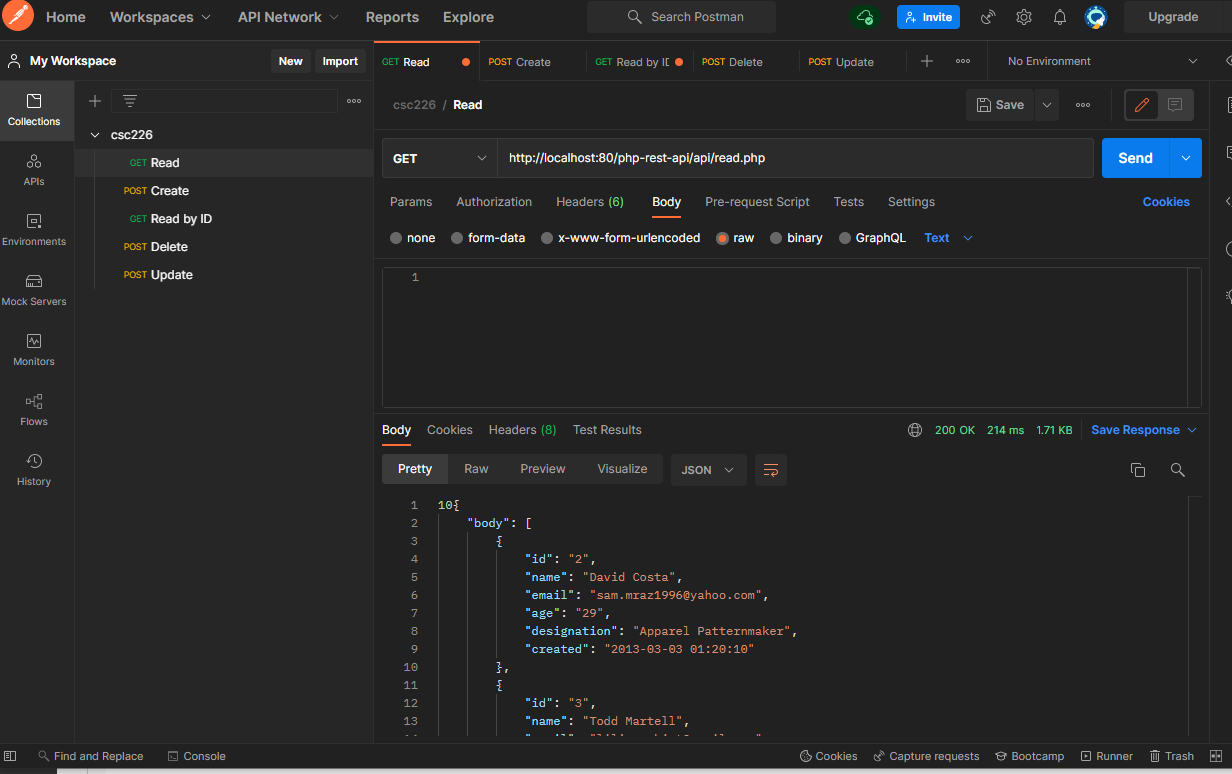 Home Workspaces API Network Reports Explore Search Postman Invite Upgrade
My Workspace New Import GET Read POST Create GET Read by ID POST Delete POST Update No Environment
Collections
APIs
Environments
Mock Servers
Monitors
Flows
History
csc226
GET Read
POST Create
GET Read by ID
POST Delete
POST Update
csc226 / Read Save
GET http://localhost:80/php-rest-api/api/read.php Send
Params Authorization Headers (6) Body Pre-request Script Tests Settings Cookies
none form-data x-www-form-urlencoded raw binary GraphQL Text
1
Body Cookies Headers (8) Test Results 200 OK 214 ms 1.71 KB Save Response
Pretty Raw Preview Visualize JSON
1 10{
2 "body": [
3 {
4 "id": "2",
5 "name": "David Costa",
6 "email": "sam.mraz1996@yahoo.com",
7 "age": "29",
8 "designation": "Apparel Patternmaker",
9 "created": "2013-03-03 01:20:10"
10 },
11 {
12 "id": "3",
13 "name": "Todd Martell",
Find and Replace Console Cookies Capture requests Bootcamp Runner Trash